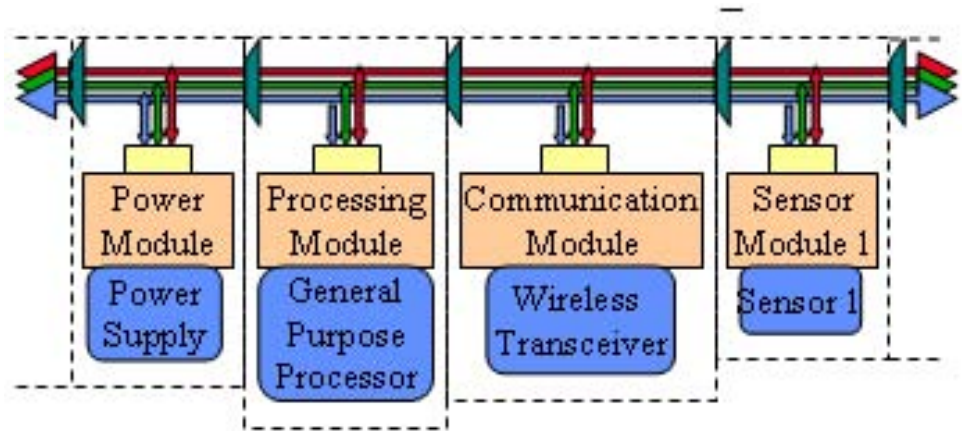 Power
Module
Processing
Module
Communication
Module
Sensor
Module 1
Power
Supply
General
Purpose
Processor
Wireless
Transceiver
Sensor 1